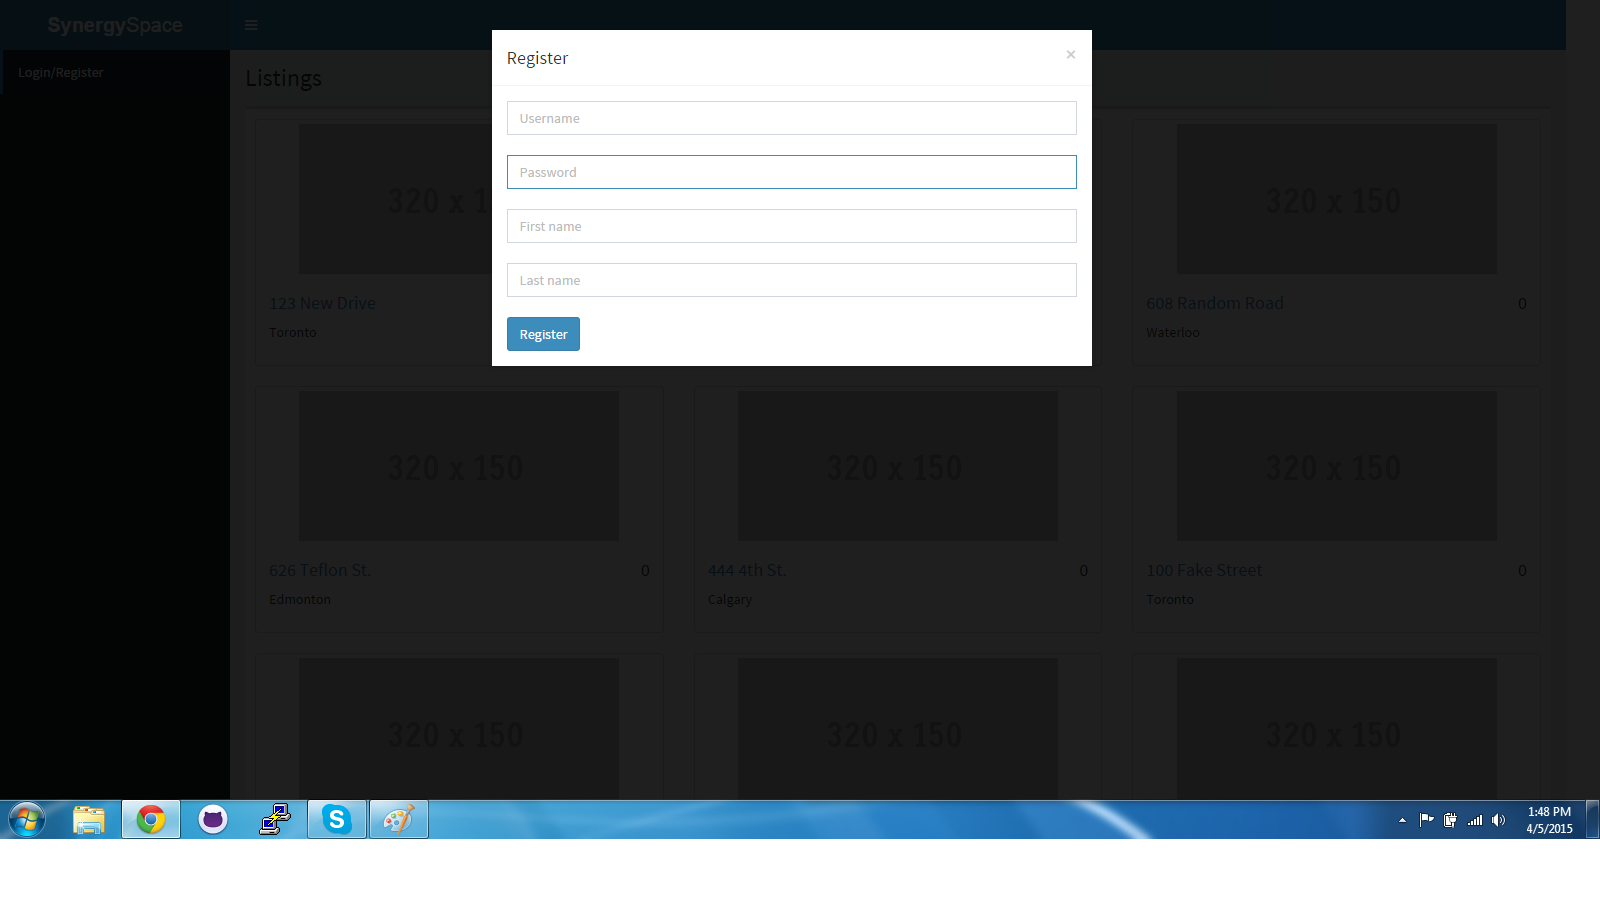 SynergySpace
Login/Register
Listings
Register
×
Username
Password
First name
Last name
Register
320 x 1
320 x 150
123 New Drive
Toronto
608 Random Road
0
Waterloo
320 x 150
320 x 150
320 x 150
626 Teflon St.
0
Edmonton
444 4th St.
0
Calgary
100 Fake Street
0
Toronto
320 x 150
320 x 150
320 x 150
1:48 PM
4/5/2015